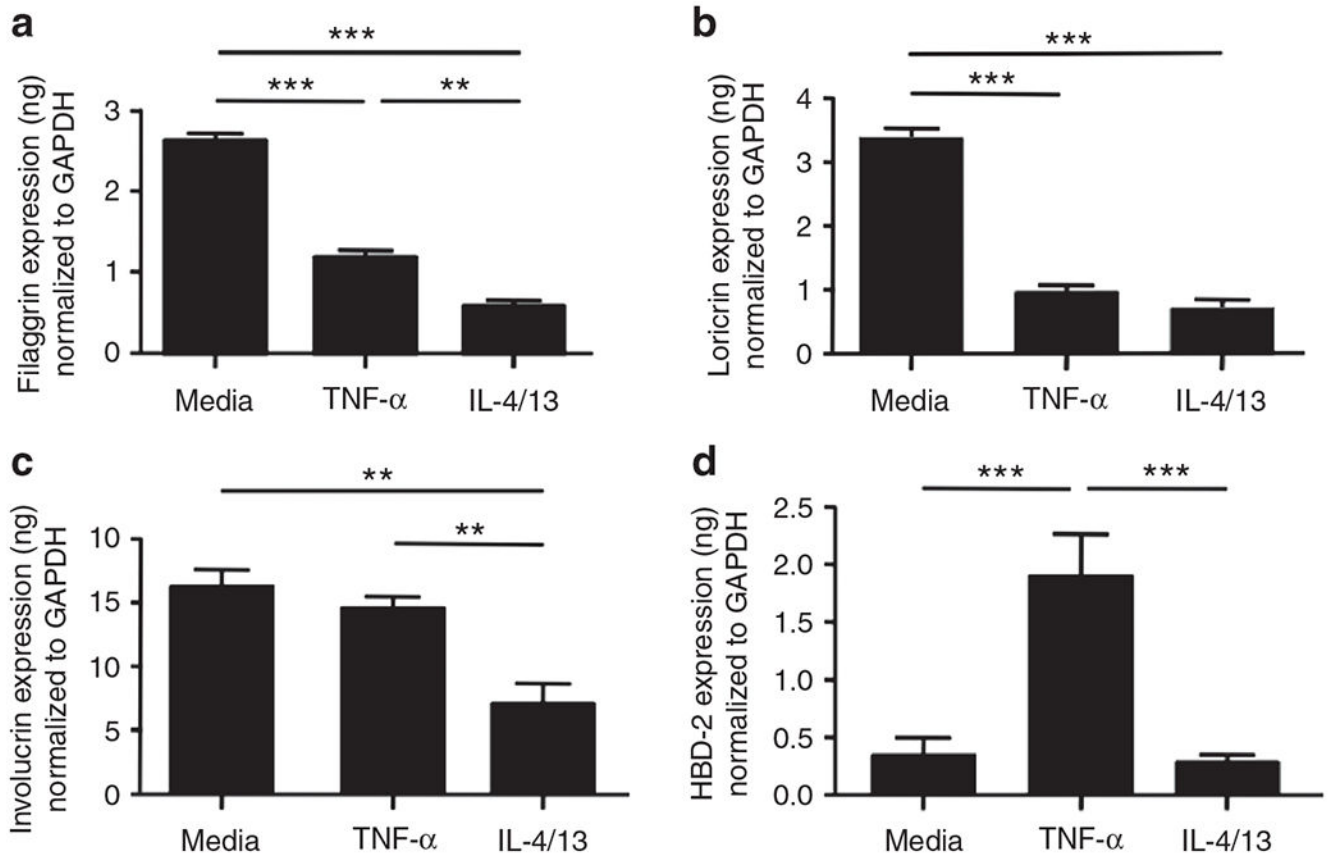 a
***
***
**
Filaggrin expression (ng)
normalized to GAPDH
3
2
1
0
Media
TNF-α
IL-4/13
b
***
***
Loricrin expression (ng)
normalized to GAPDH
4
3
2
1
0
Media
TNF-α
IL-4/13
c
**
**
Involucrin expression (ng)
normalized to GAPDH
10
15
10
5
0
Media
TNF-α
IL-4/13
d
***
***
HBD-2 expression (ng)
normalized to GAPDH
2.5
2.0
1.5
1.0
0.5
0.0
Media
TNF-α
IL-4/13